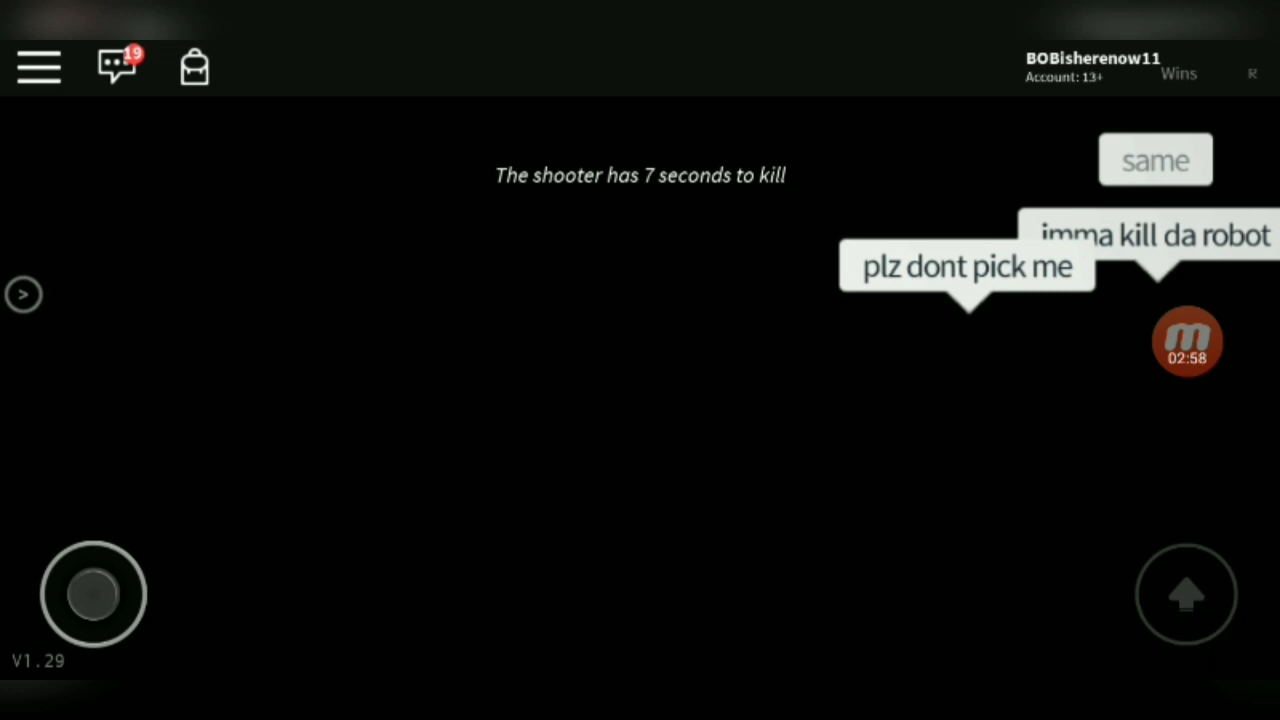 19
BOBisherenow11
Account: 13+
Wins
R
The shooter has 7 seconds to kill
same
imma kill da robot
plz dont pick me
>
m
02:58
V1.29